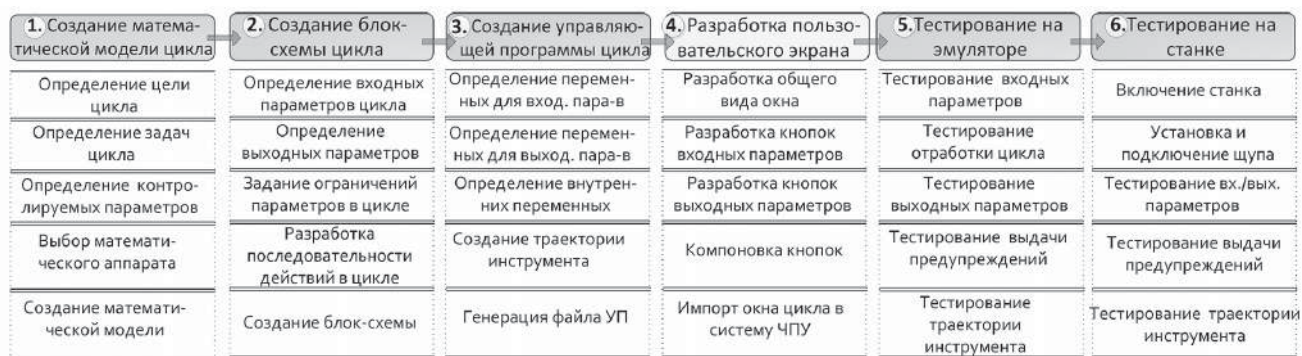 1. Создание матема-
тической модели цикла
2. Создание блок-
схемы цикла
3. Создание управляю-
щей программы цикла
4. Разработка пользо-
вательского экрана
5.Тестирование на
эмуляторе
6.Тестирование на
станке
Определение цели
цикла
Определение задач
цикла
Определение контро-
лируемых параметров
Выбор математи-
ческого аппарата
Создание математи-
ческой модели
Определение входных
параметров цикла
Определение
выходных параметров
Задание ограничений
параметров в цикле
Разработка
последовательности
действий в цикле
Создание блок-схемы
Определение перемен-
ных для вход. пара-в
Определение перемен-
ных для выход. пара-в
Определение внутрен-
них переменных
Создание траектории
инструмента
Генерация файла УП
Разработка общего
вида окна
Разработка кнопок
входных параметров
Разработка кнопок
выходных параметров
Компоновка кнопок
Импорт окна цикла в
систему ЧПУ
Тестирование входных
параметров
Тестирование
отработки цикла
Тестирование
выходных параметров
Тестирование выдачи
предупреждений
Тестирование
траектории
инструмента
Включение станка
Установка и
подключение щупа
Тестирование вх./вых.
параметров
Тестирование выдачи
предупреждений
Тестирование траектории
инструмента